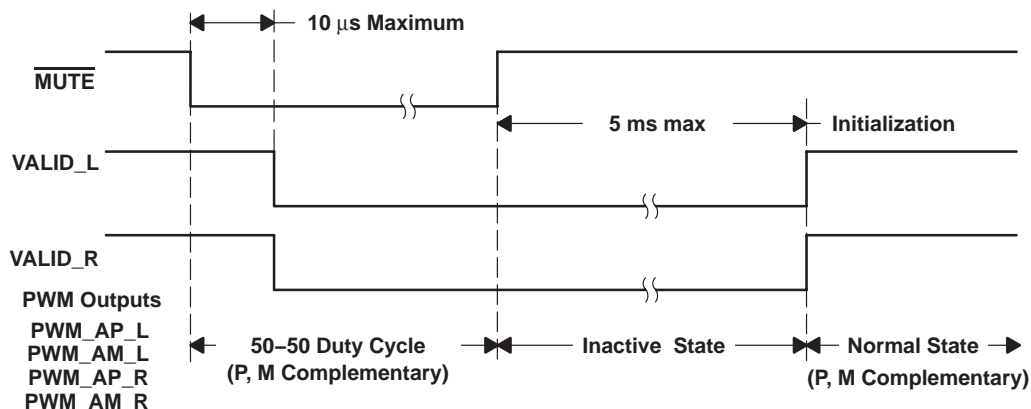 10 μs Maximum
MUTE
5 ms max
Initialization
VALID_L
VALID_R
PWM Outputs
PWM_AP_L
PWM_AM_L
PWM_AP_R
PWM_AM_R
50–50 Duty Cycle
(P, M Complementary)
Inactive State
Normal State
(P, M Complementary)